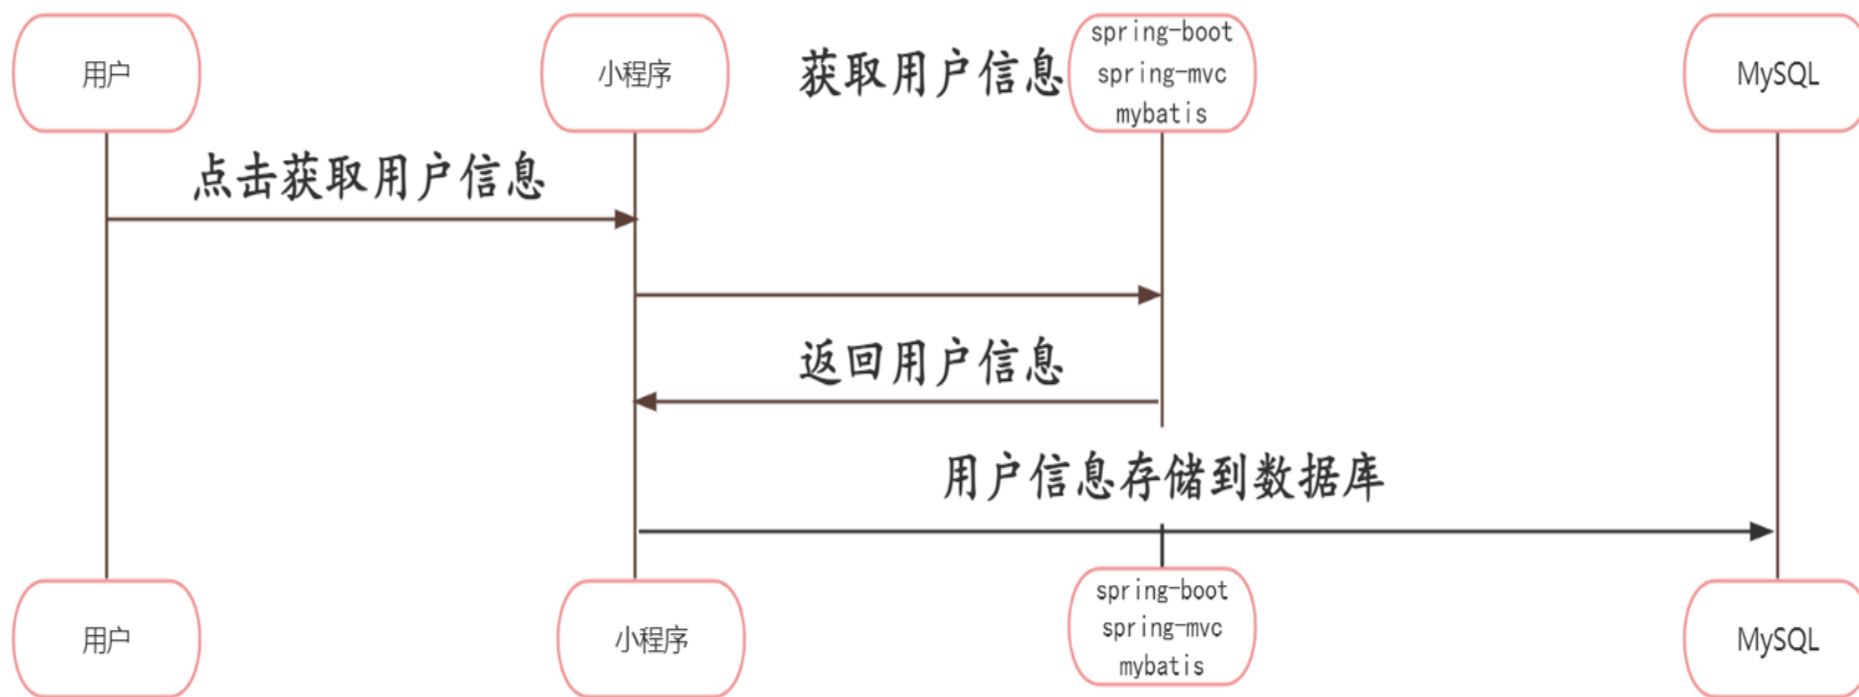 用户
小程序
获取用户信息
spring-boot
spring-mvc
mybatis
MySQL
点击获取用户信息
返回用户信息
用户信息存储到数据库
用户
小程序
spring-boot
spring-mvc
mybatis
MySQL